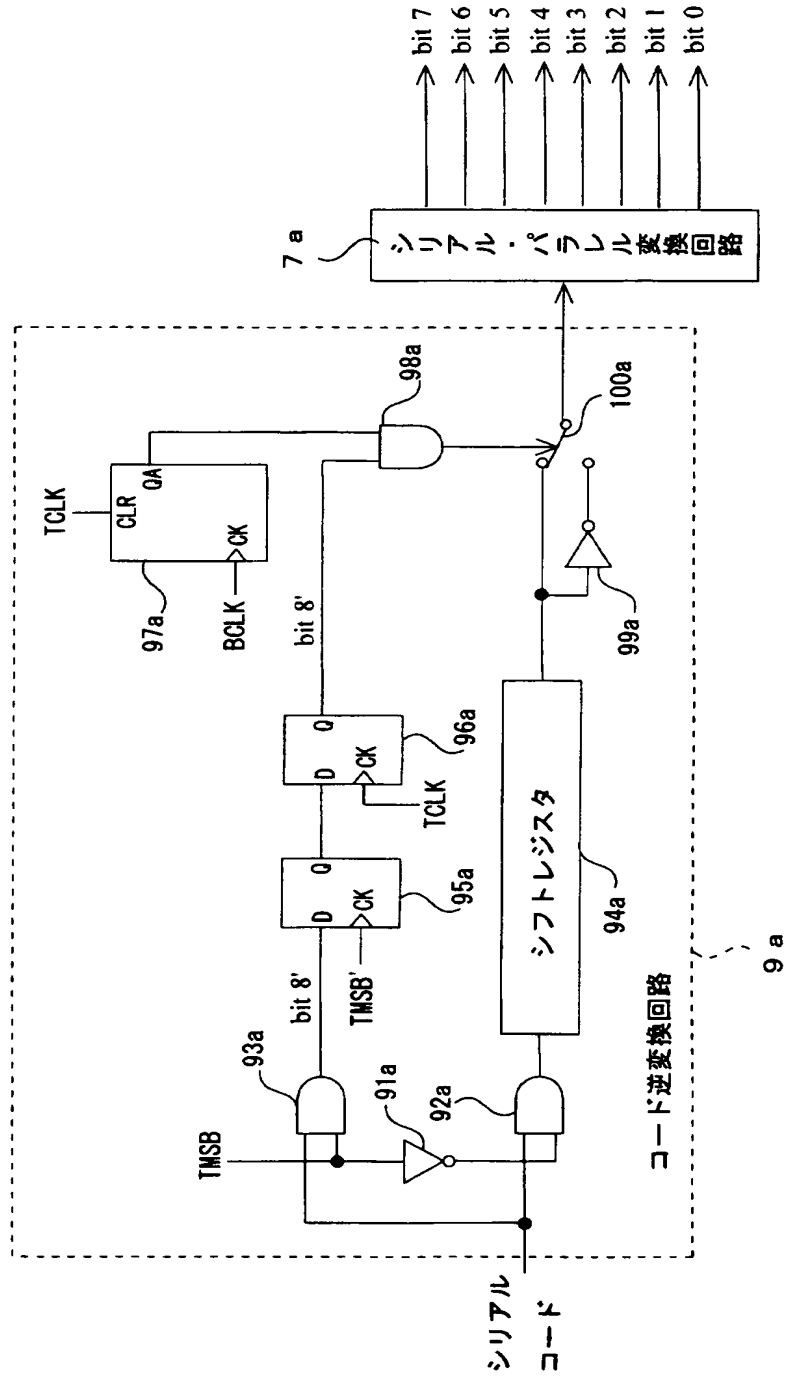 TCLK
CLR
QA
CK
97a
BCLK
98a
bit 8'
D
Q
CK
96a
TCLK
D
Q
CK
95a
TMSB'
bit 8'
93a
TMSB
91a
92a
シフトレジスタ
94a
99a
100a
シリアル
コード
コード逆変換回路
9a
7a
シリアル・パラレル変換回路
bit 7
bit 6
bit 5
bit 4
bit 3
bit 2
bit 1
bit 0